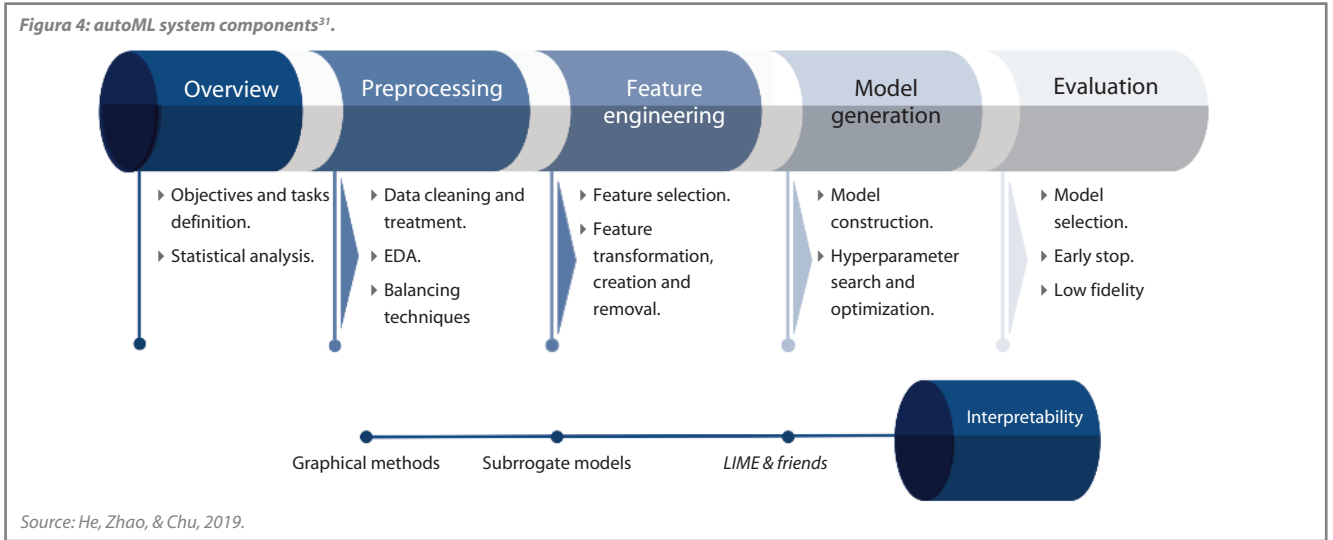 Figura 4: autoML system components³¹.
Overview
Preprocessing
Feature
engineering
Model
generation
Evaluation
Objectives and tasks
definition.
Statistical analysis.
Data cleaning and
treatment.
EDA.
Balancing
techniques
Feature selection.
Feature
transformation,
creation and
removal.
Model
construction.
Hyperparameter
search and
optimization.
Model
selection.
Early stop.
Low fidelity
Interpretability
Graphical methods
Subrrogate models
LIME & friends
Source: He, Zhao, & Chu, 2019.